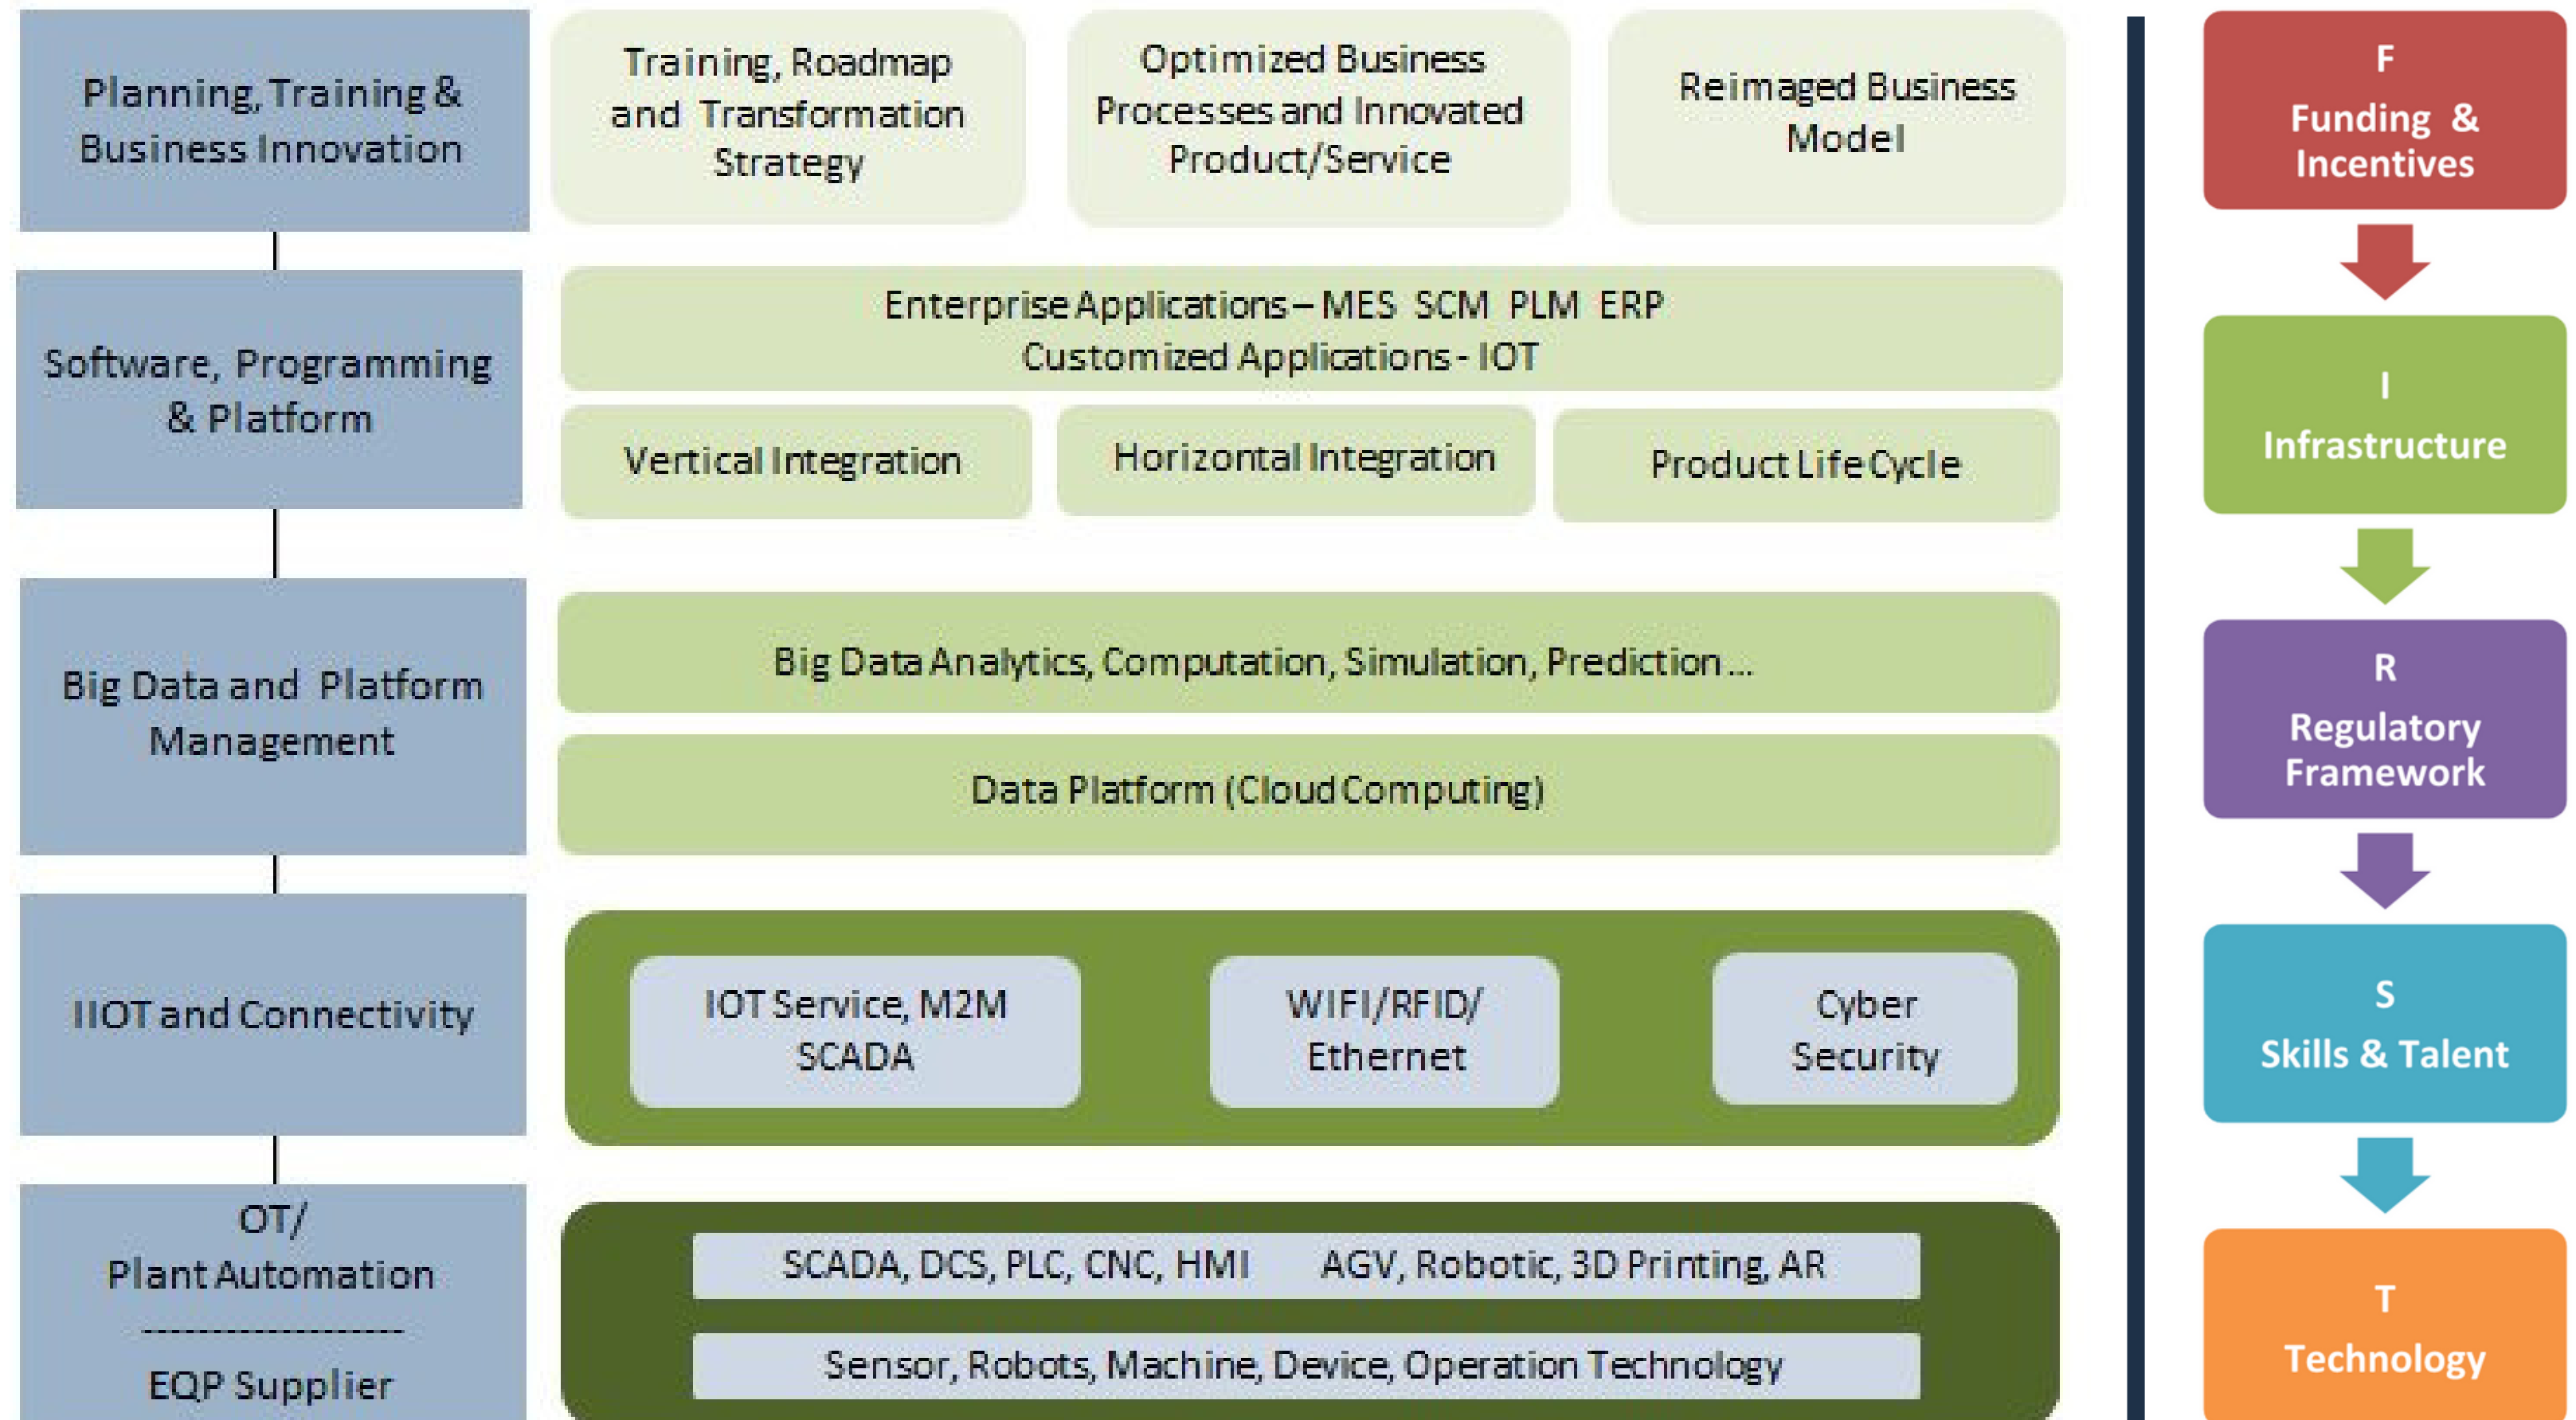 Planning, Training &
Business Innovation
Training, Roadmap
and Transformation
Strategy
Optimized Business
Processes and Innovated
Product/Service
Reimaged Business
Model
Software, Programming
& Platform
Enterprise Applications – MES SCM PLM ERP
Customized Applications - IOT
Vertical Integration
Horizontal Integration
Product Life Cycle
Big Data and Platform
Management
Big Data Analytics, Computation, Simulation, Prediction ...
Data Platform (Cloud Computing)
IIOT and Connectivity
IOT Service, M2M
SCADA
WIFI/RFID/
Ethernet
Cyber
Security
OT/
Plant Automation
-------------------
EQP Supplier
SCADA, DCS, PLC, CNC, HMI AGV, Robotic, 3D Printing, AR
Sensor, Robots, Machine, Device, Operation Technology
F
Funding &
Incentives
I
Infrastructure
R
Regulatory
Framework
S
Skills & Talent
T
Technology